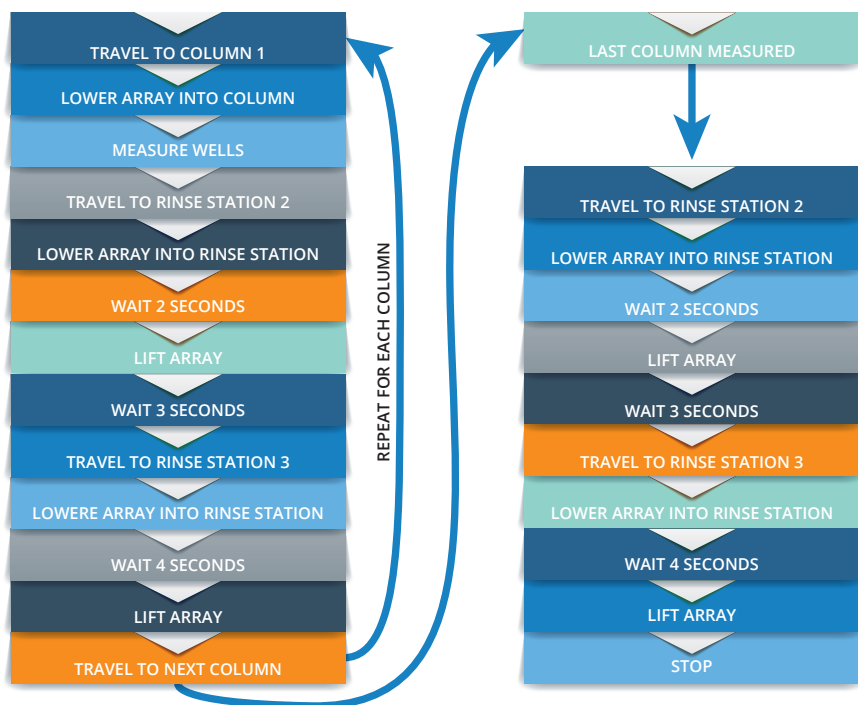 TRAVEL TO COLUMN 1
LOWER ARRAY INTO COLUMN
MEASURE WELLS
TRAVEL TO RINSE STATION 2
LOWER ARRAY INTO RINSE STATION
WAIT 2 SECONDS
LIFT ARRAY
WAIT 3 SECONDS
TRAVEL TO RINSE STATION 3
LOWERE ARRAY INTO RINSE STATION
WAIT 4 SECONDS
LIFT ARRAY
TRAVEL TO NEXT COLUMN
REPEAT FOR EACH COLUMN
LAST COLUMN MEASURED
TRAVEL TO RINSE STATION 2
LOWER ARRAY INTO RINSE STATION
WAIT 2 SECONDS
LIFT ARRAY
WAIT 3 SECONDS
TRAVEL TO RINSE STATION 3
LOWER ARRAY INTO RINSE STATION
WAIT 4 SECONDS
LIFT ARRAY
STOP